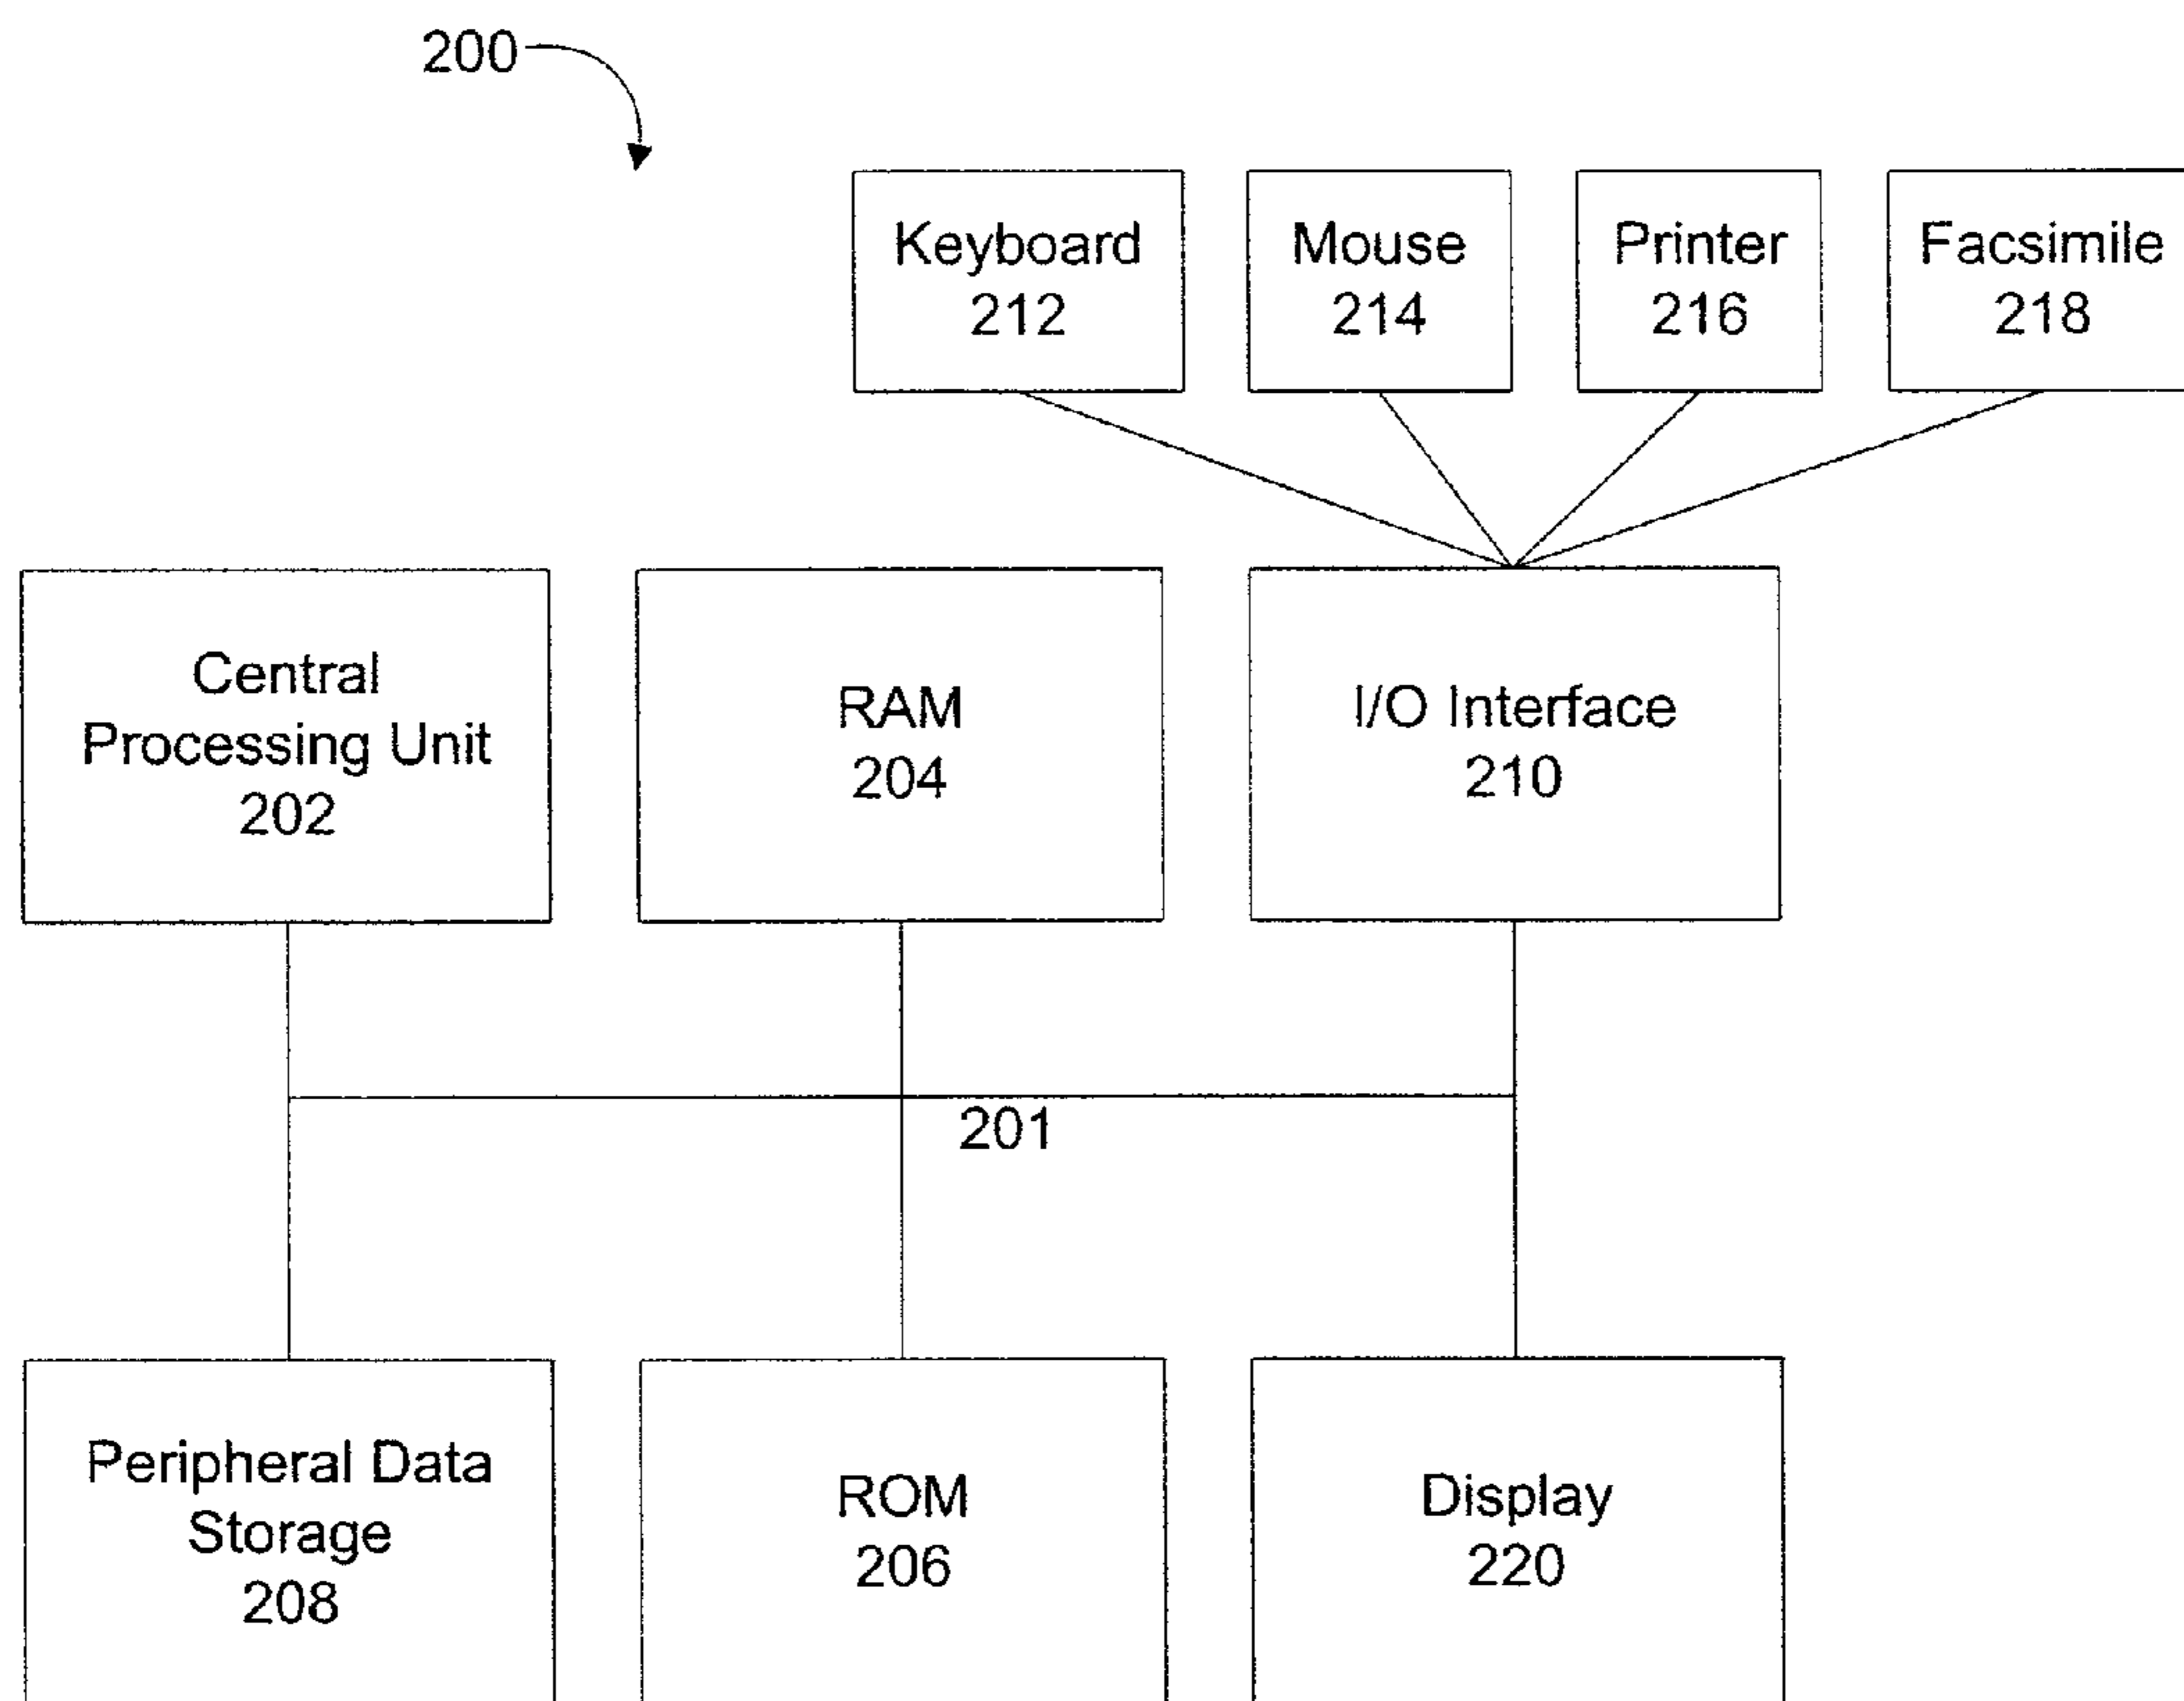 200
Keyboard
212
Mouse
214
Printer
216
Facsimile
218
Central
Processing Unit
202
RAM
204
I/O Interface
210
201
Peripheral Data
Storage
208
ROM
206
Display
220